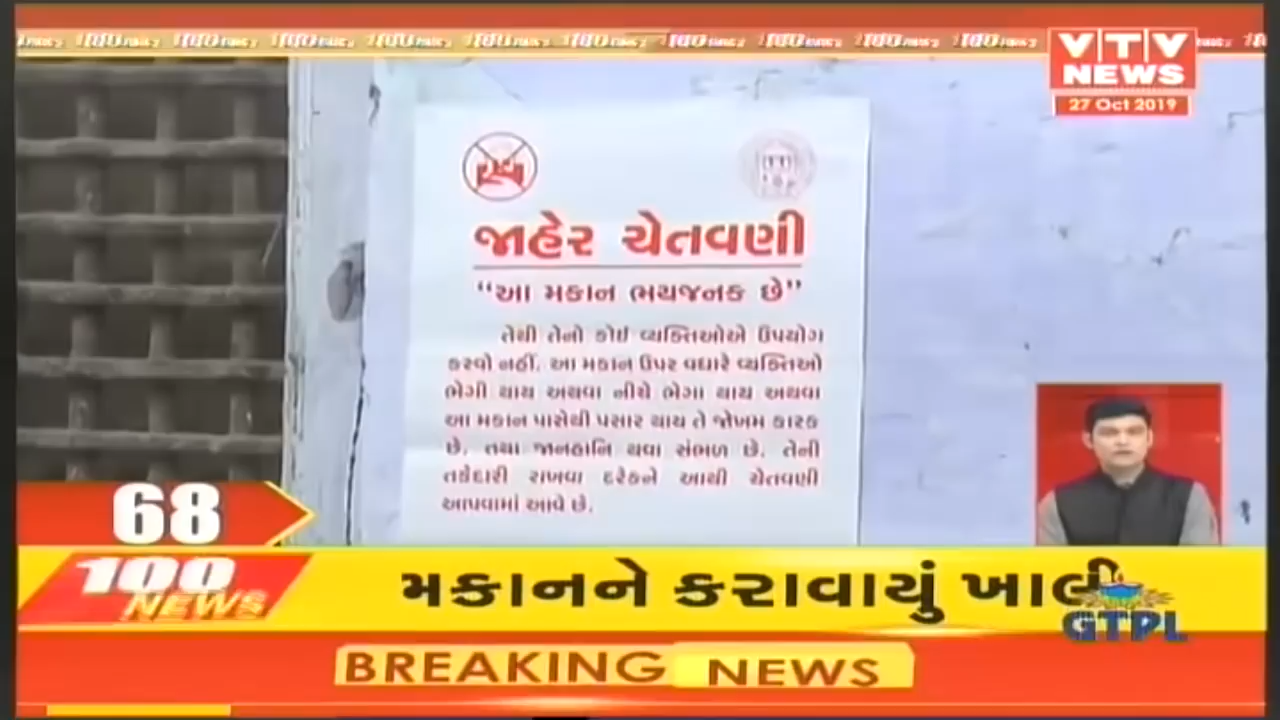 VTV
NEWS
27 Oct 2019
જાહેર ચેતવણી
“આ મકાન ભયજનક છે”
તેથી તેનો કોઈ વ્યક્તિઓએ ઉપયોગ
કરવો નહીં. આ મકાન ઉપર વધારે વ્યક્તિઓ
ભેગી થાય અથવા નીચે ભેગા થાય અથવા
આ મકાન પાસેથી પસાર થાય તે જોખમ કારક
છે. તથા જાનહાનિ થવા સંભળ છે. તેની
તકેદારી રાખવા દરેકને આથી ચેતવણી
આપવામાં આવે છે.
68
100
NEWS
મકાનને કરાવાયું ખાલી
GTPL
BREAKING NEWS